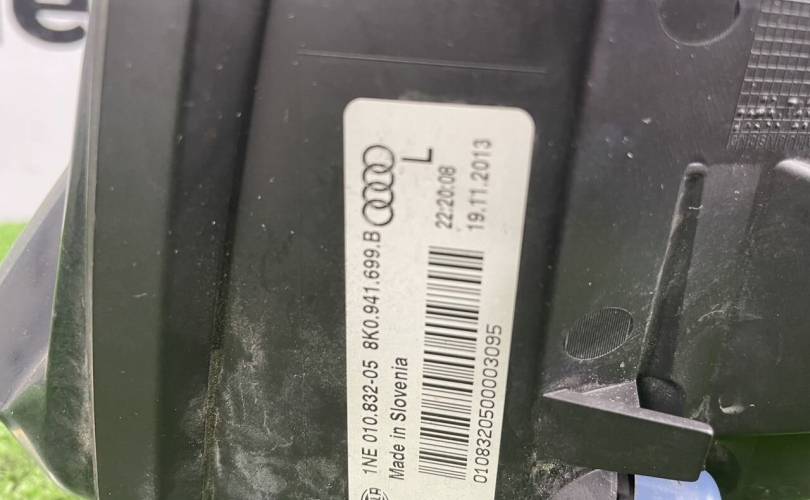 L
22:20:08
19.11.2013
1NE 010.832-05 8K0.941.699.B
Made in Slovenia
0108320500003095